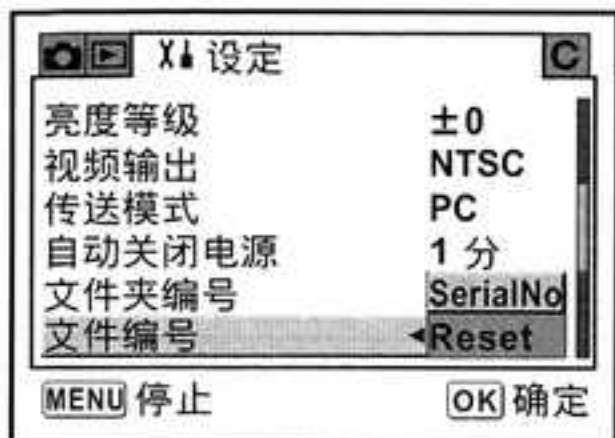 设定 C
亮度等级 ±0
视频输出 NTSC
传送模式 PC
自动关闭电源 1 分
文件夹编号 SerialNo
文件编号 Reset
MENU 停止 OK 确定